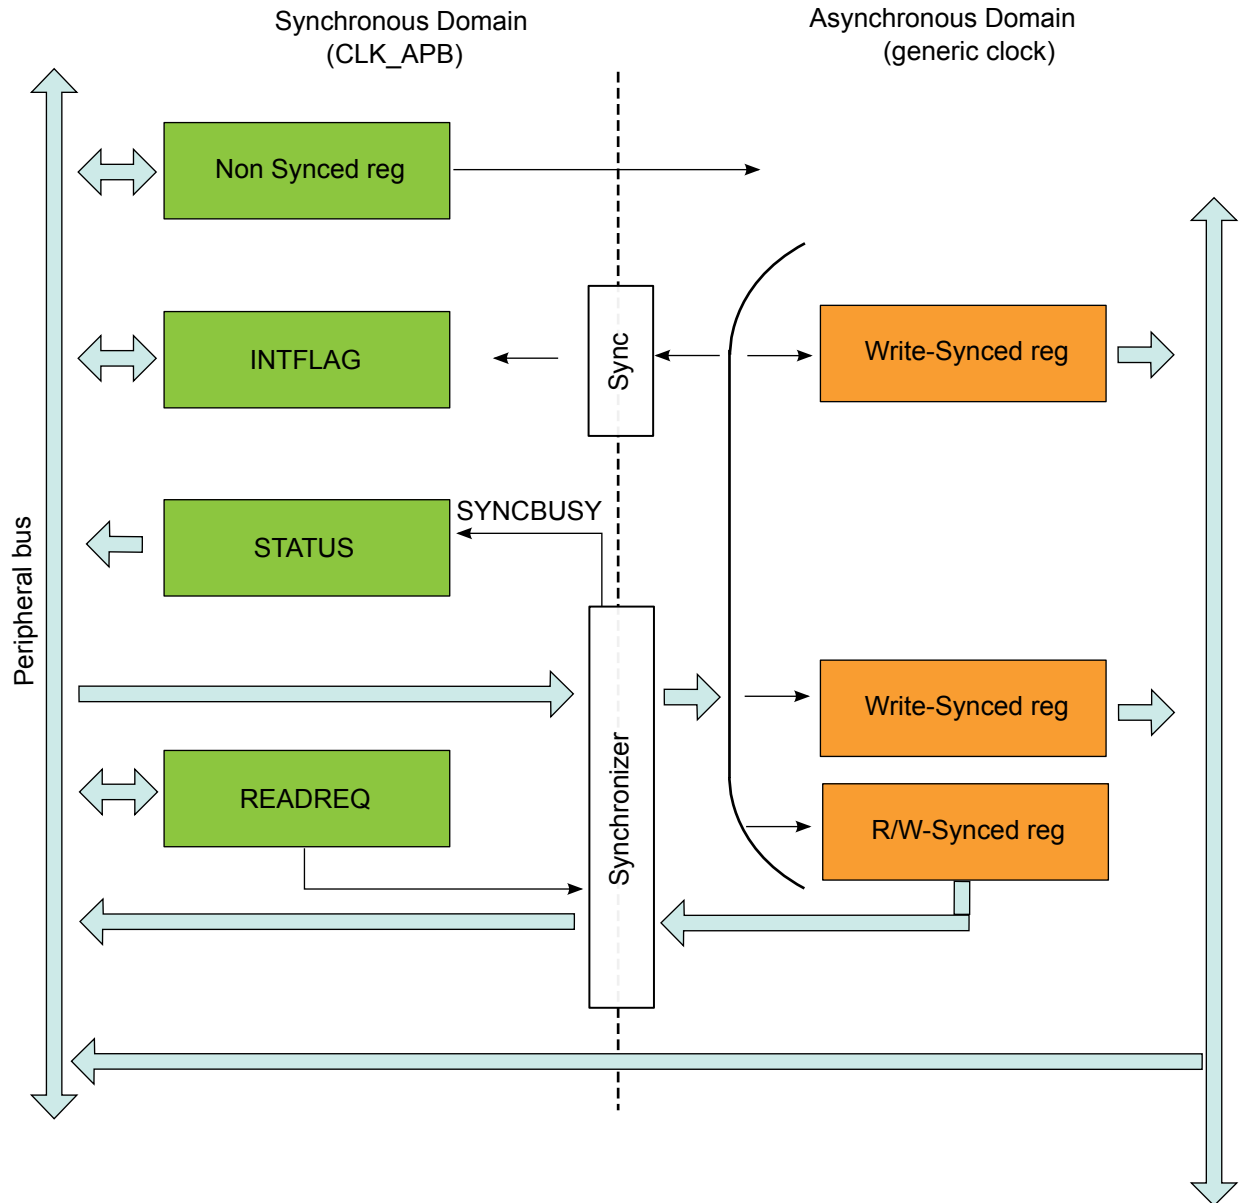 Synchronous Domain
(CLK_APB)
Asynchronous Domain
(generic clock)
Non Synced reg
INTFLAG
Sync
Write-Synced reg
SYNCBUSY
STATUS
Peripheral bus
Synchronizer
Write-Synced reg
READREQ
R/W-Synced reg